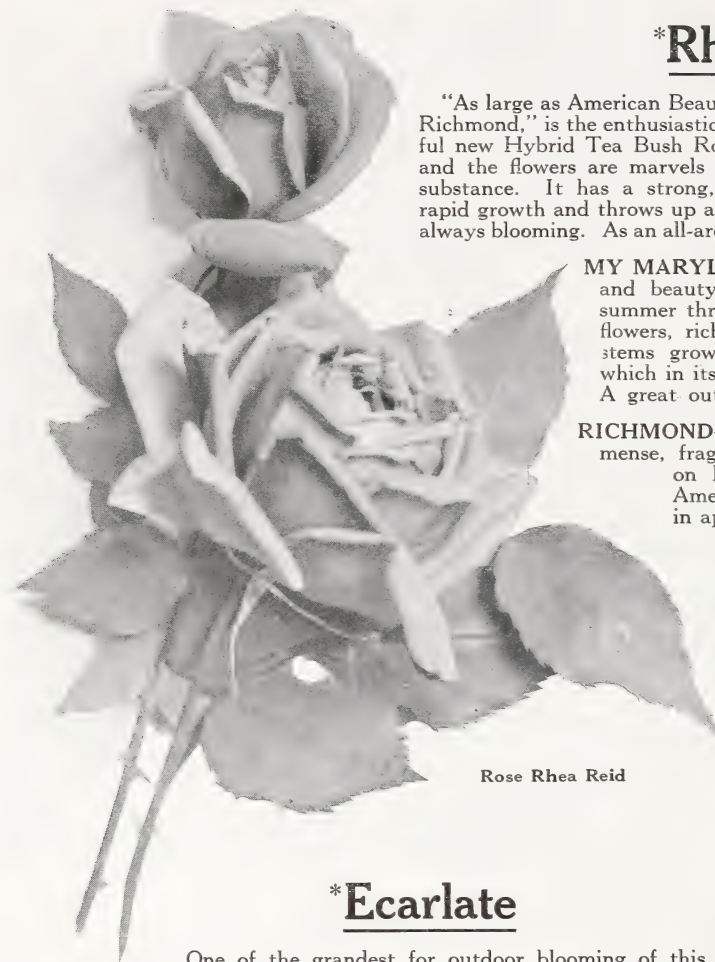 *Rh
"As large as American Beau
Richmond," is the enthusiastic
ful new Hybrid Tea Bush Ro
and the flowers are marvels
substance. It has a strong,
rapid growth and throws up a
always blooming. As an all-ar
MY MARYL
and beauty
summer thr
flowers, rich
stems grow
which in its
A great out
RICHMOND
mense, frag
on l
Ame
in ap
Rose Rhea Reid
*Ecarlate
One of the grandest for outdoor blooming of this